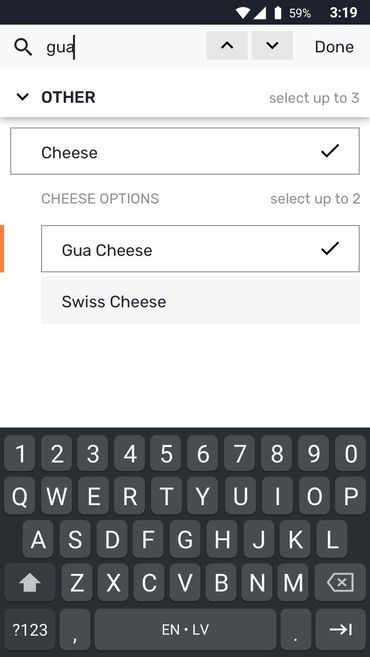 59% 3:19
gua Done
OTHER select up to 3
Cheese
CHEESE OPTIONS select up to 2
Gua Cheese
Swiss Cheese
1 2 3 4 5 6 7 8 9 0
Q W E R T Y U I O P
A S D F G H J K L
Z X C V B N M
?123 , EN • LV .